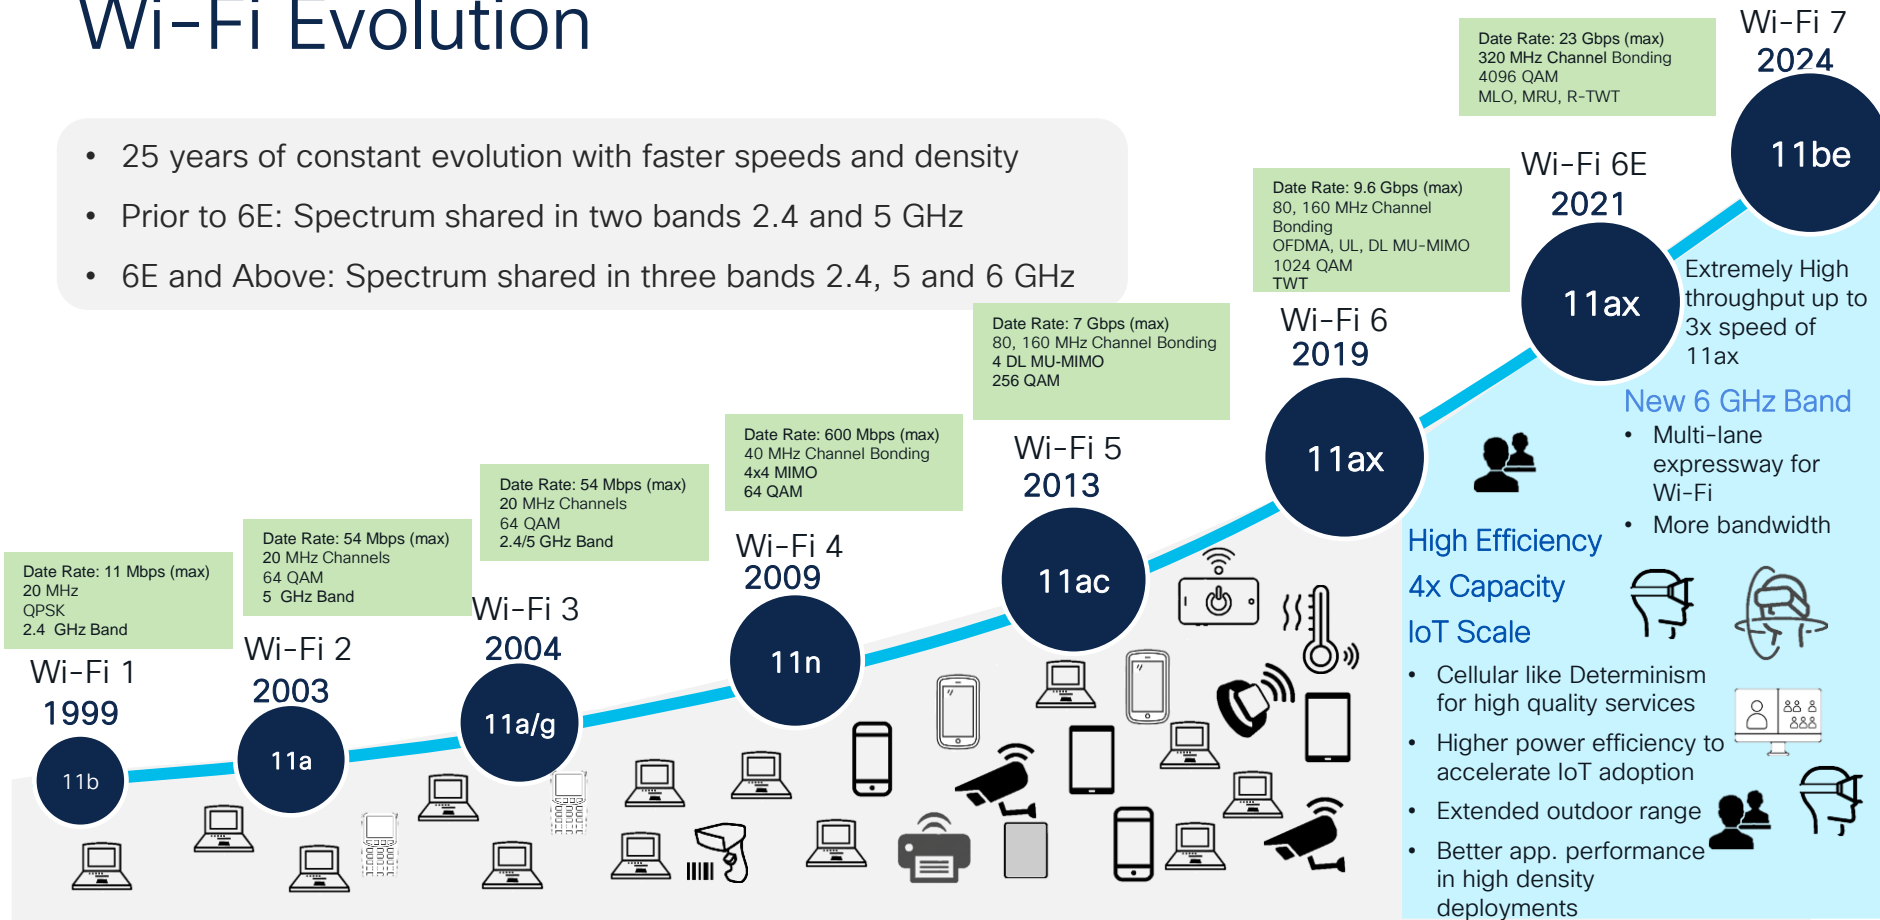 Wi-Fi Evolution
• 25 years of constant evolution with faster speeds and density
• Prior to 6E: Spectrum shared in two bands 2.4 and 5 GHz
• 6E and Above: Spectrum shared in three bands 2.4, 5 and 6 GHz
Date Rate: 11 Mbps (max)
20 MHz
QPSK
2.4 GHz Band
Wi-Fi 1
1999
11b
Date Rate: 54 Mbps (max)
20 MHz Channels
64 QAM
5 GHz Band
Wi-Fi 2
2003
11a
Date Rate: 54 Mbps (max)
20 MHz Channels
64 QAM
2.4/5 GHz Band
Wi-Fi 3
2004
11a/g
Date Rate: 600 Mbps (max)
40 MHz Channel Bonding
4x4 MIMO
64 QAM
Wi-Fi 4
2009
11n
Date Rate: 7 Gbps (max)
80, 160 MHz Channel Bonding
4 DL MU-MIMO
256 QAM
Wi-Fi 5
2013
11ac
Date Rate: 9.6 Gbps (max)
80, 160 MHz Channel
Bonding
OFDMA, UL, DL MU-MIMO
1024 QAM
TWT
Wi-Fi 6
2019
11ax
Wi-Fi 6E
2021
11ax
Date Rate: 23 Gbps (max)
320 MHz Channel Bonding
4096 QAM
MLO, MRU, R-TWT
Wi-Fi 7
2024
11be
Extremely High
throughput up to
3x speed of
11ax
New 6 GHz Band
• Multi-lane
expressway for
Wi-Fi
• More bandwidth
High Efficiency
4x Capacity
IoT Scale
• Cellular like Determinism
for high quality services
• Higher power efficiency to
accelerate IoT adoption
• Extended outdoor range
• Better app. performance
in high density
deployments